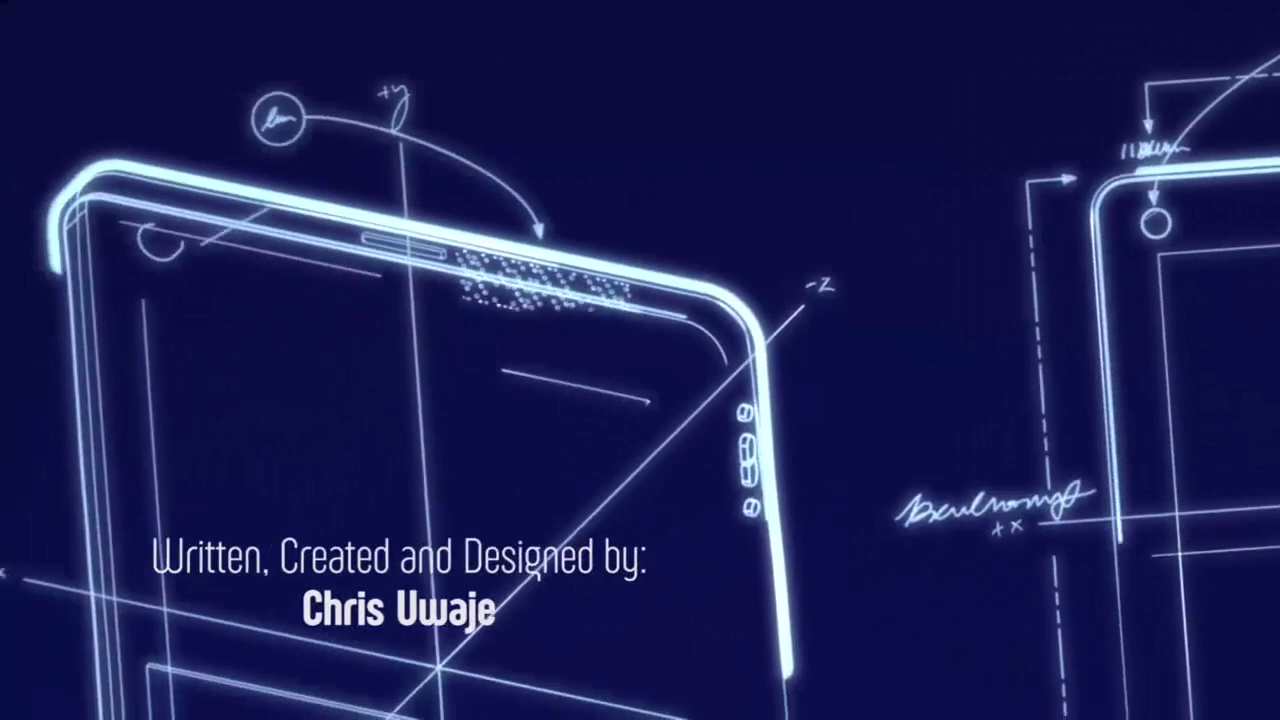 +y
-z
+x
Written, Created and Designed by:
Chris Uwaje